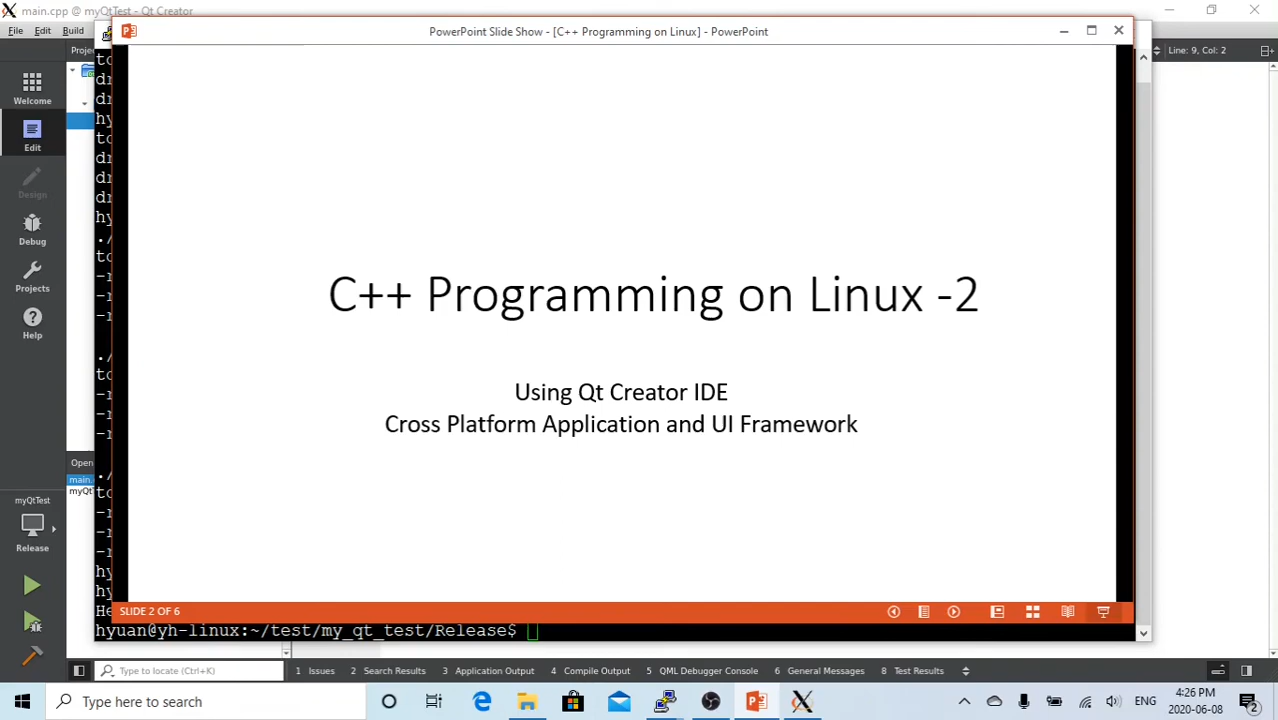 main.cpp @ myQtTest - Qt Creator
File Edit Build
PowerPoint Slide Show - [C++ Programming on Linux] - PowerPoint
Line: 9, Col: 2
Welcome
Edit
Design
Debug
Projects
Help
C++ Programming on Linux -2
Using Qt Creator IDE
Cross Platform Application and UI Framework
Open
myQtTest
Release
SLIDE 2 OF 6
hyuan@yh-linux:~/test/my_qt_test/Release$
Type to locate (Ctrl+K) 1 Issues 2 Search Results 3 Application Output 4 Compile Output 5 QML Debugger Console 6 General Messages 8 Test Results
Type here to search
ENG
4:26 PM
2020-06-08
2